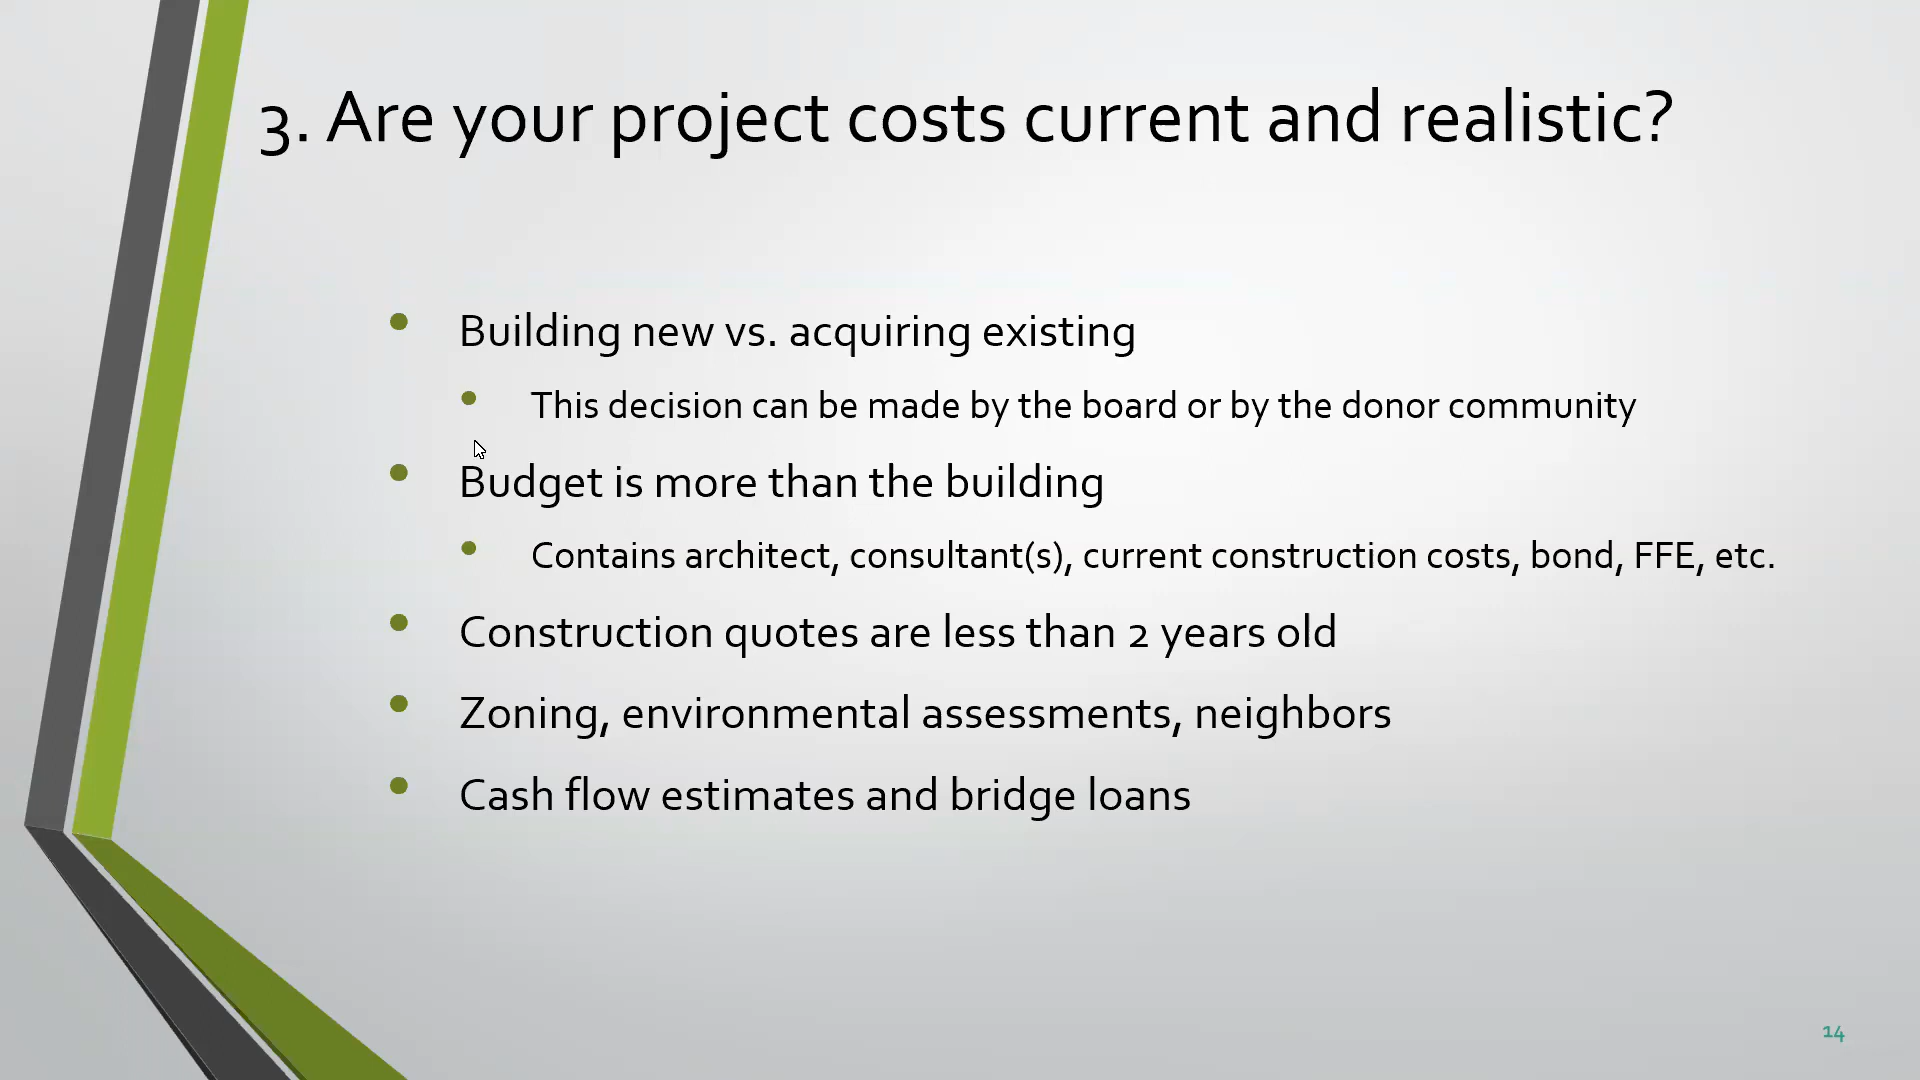 3. Are your project costs current and realistic?
• Building new vs. acquiring existing
• This decision can be made by the board or by the donor community
• Budget is more than the building
• Contains architect, consultant(s), current construction costs, bond, FFE, etc.
• Construction quotes are less than 2 years old
• Zoning, environmental assessments, neighbors
• Cash flow estimates and bridge loans
14